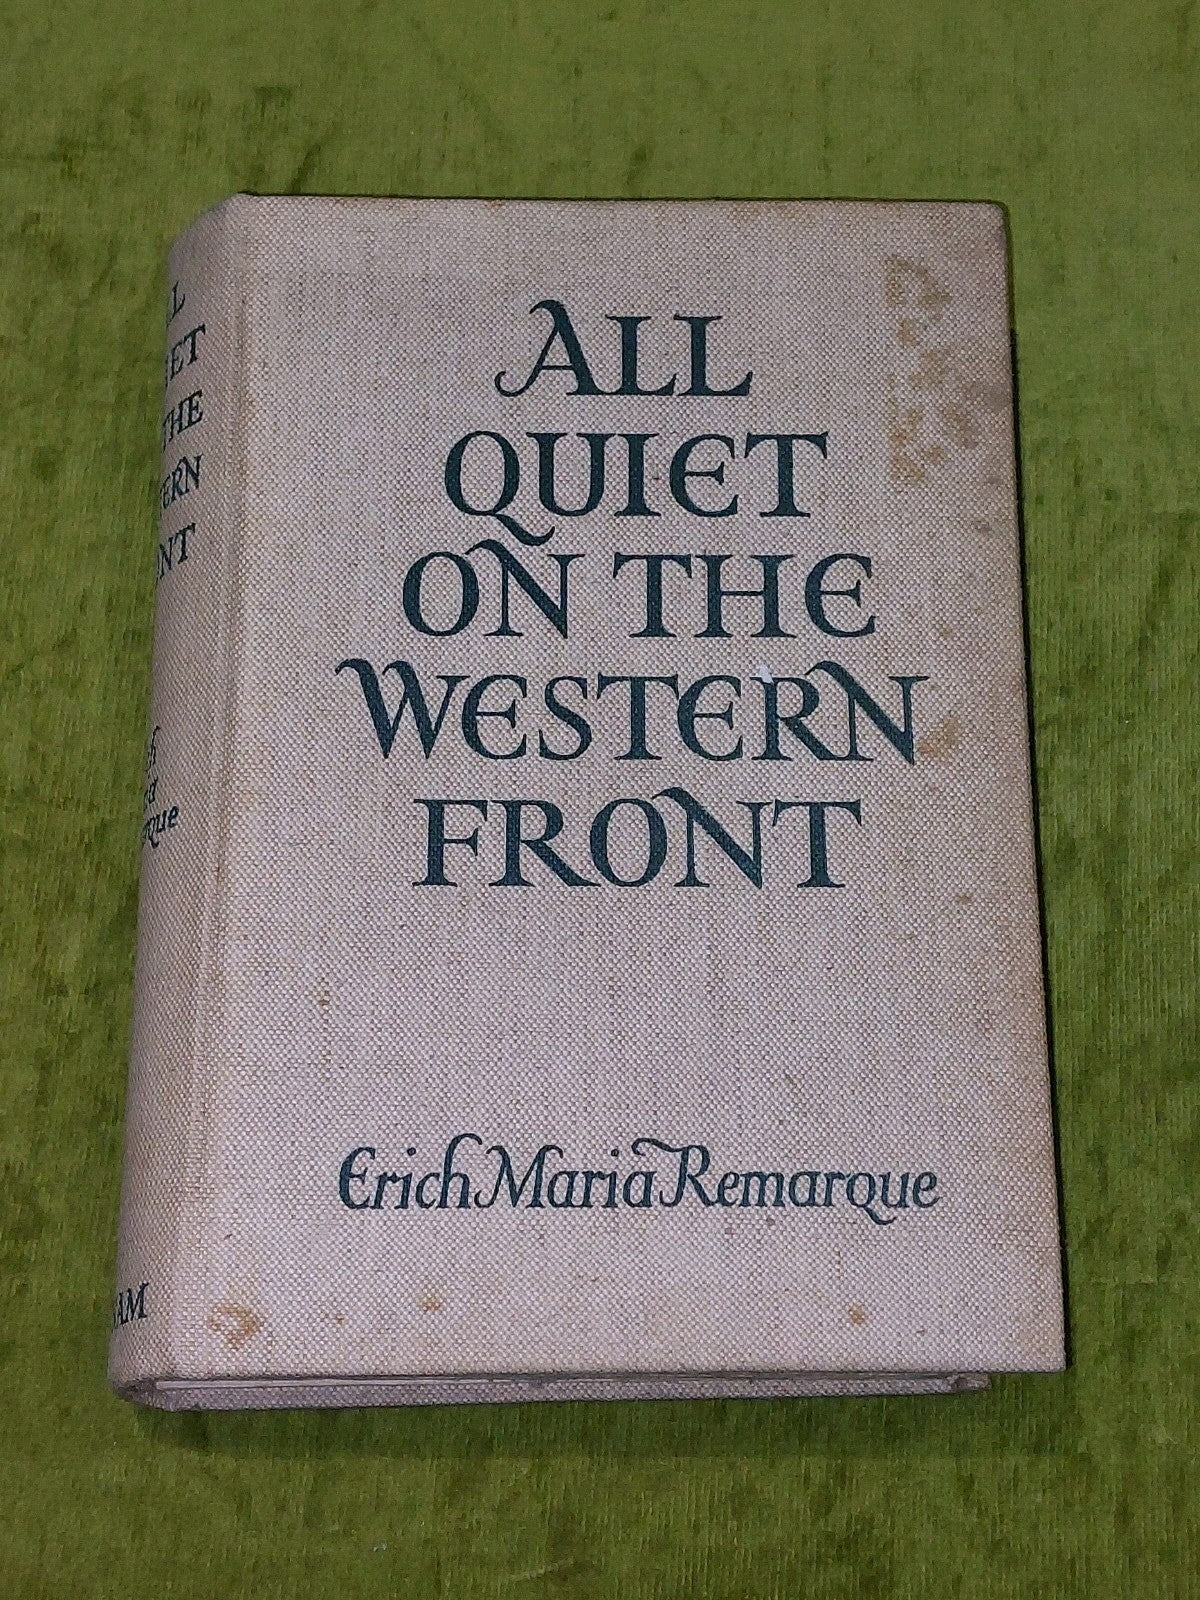 ALL
QUIET
ON THE
WESTERN
FRONT
Erich Maria Remarque